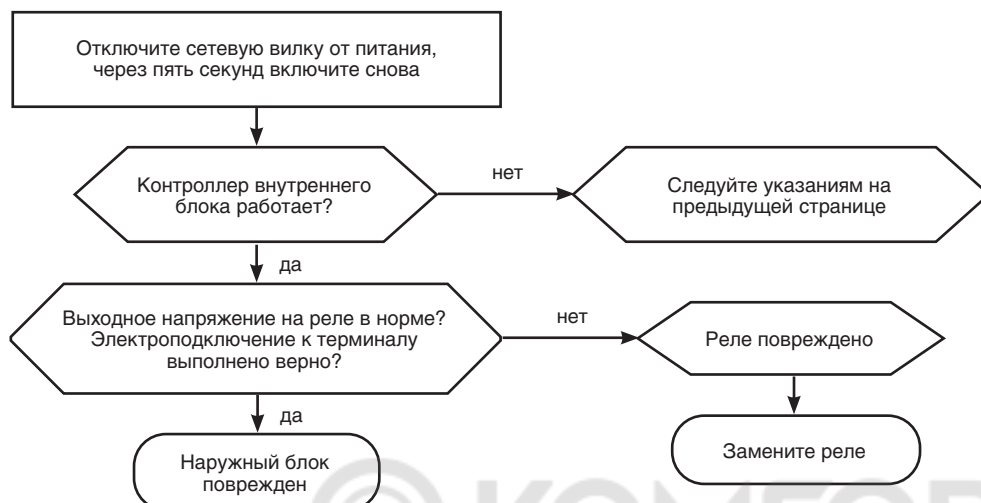 Отключите сетевую вилку от питания,
через пять секунд включите снова
Контроллер внутреннего
блока работает?
нет
Следуйте указаниям на
предыдущей странице
да
Выходное напряжение на реле в норме?
Электроподключение к терминалу
выполнено верно?
нет
Реле повреждено
да
Наружный блок
поврежден
Замените реле